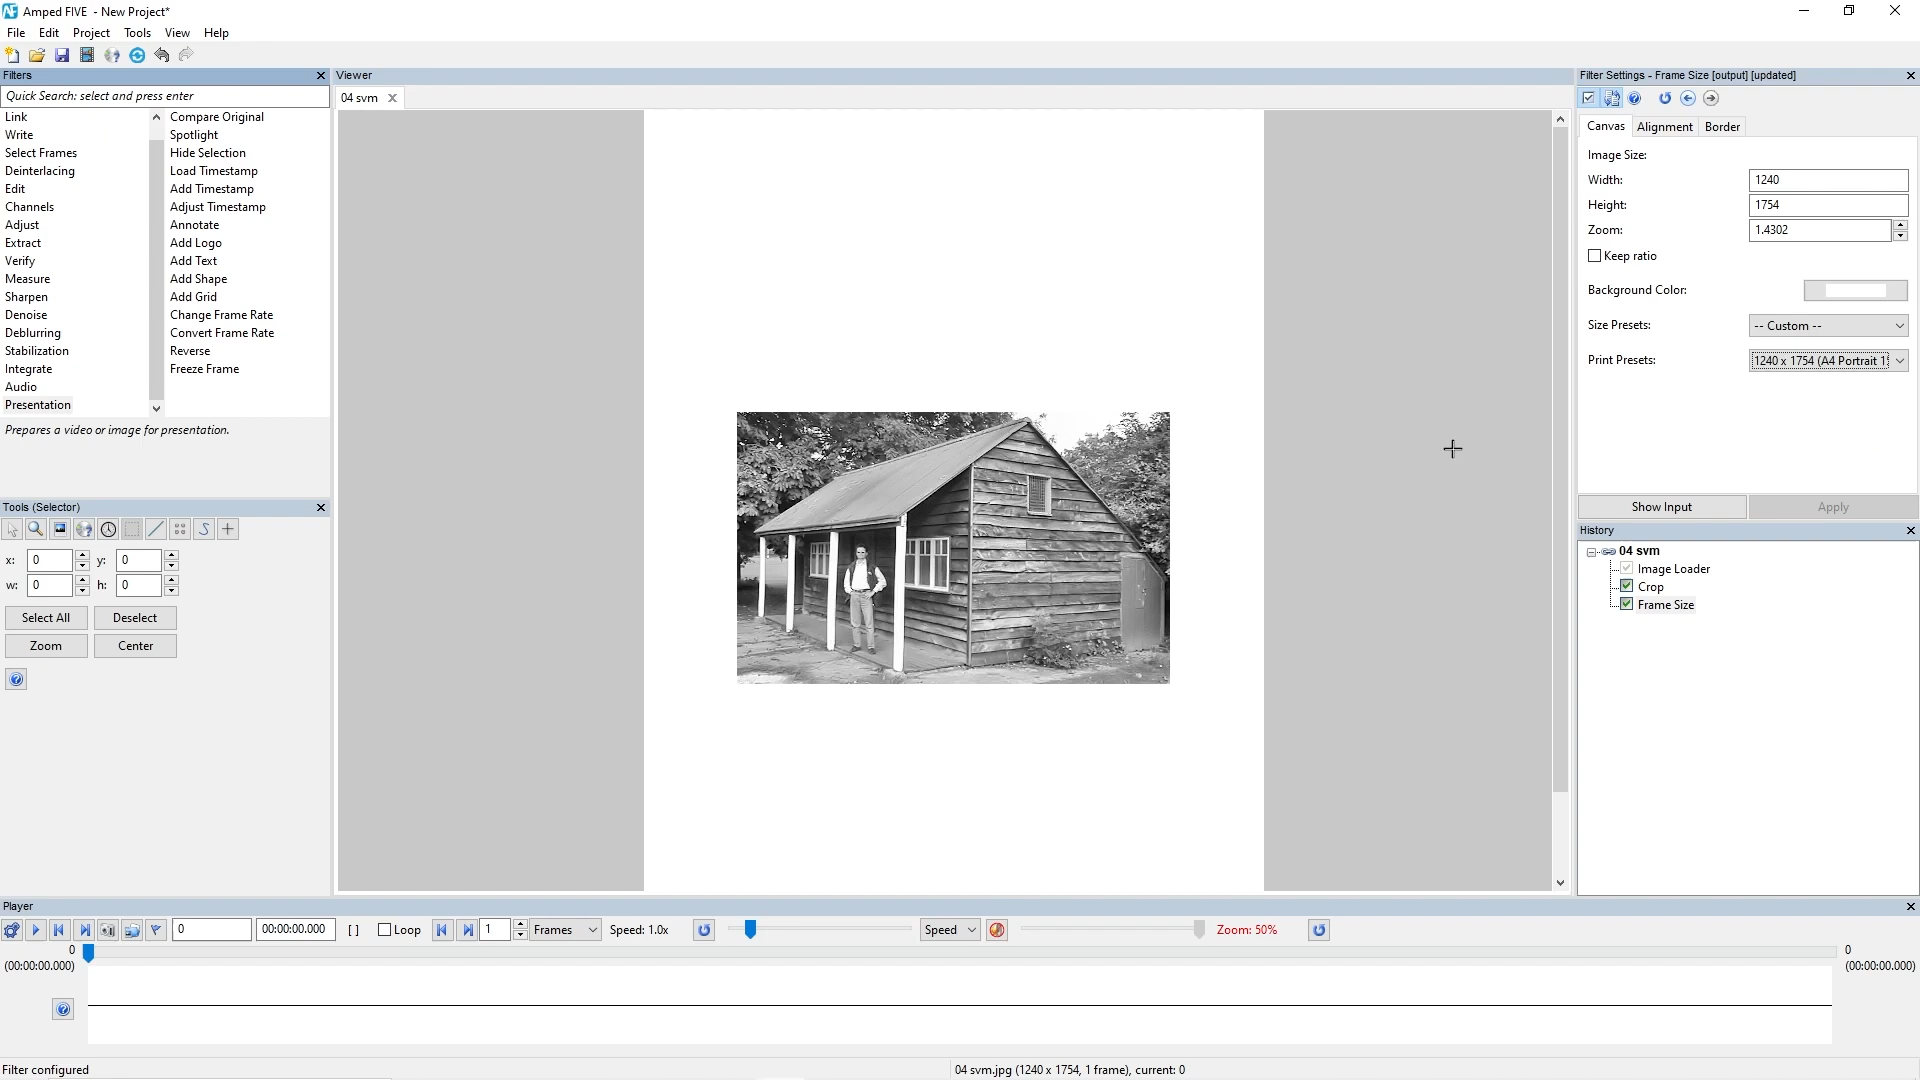 Amped FIVE - New Project*
File Edit Project Tools View Help
Filters
Quick Search: select and press enter
Link
Write
Select Frames
Deinterlacing
Edit
Channels
Adjust
Extract
Verify
Measure
Sharpen
Denoise
Deblurring
Stabilization
Integrate
Audio
Presentation
Compare Original
Spotlight
Hide Selection
Load Timestamp
Add Timestamp
Adjust Timestamp
Annotate
Add Logo
Add Text
Add Shape
Add Grid
Change Frame Rate
Convert Frame Rate
Reverse
Freeze Frame
Prepares a video or image for presentation.
Tools (Selector)
x: 0 y: 0
w: 0 h: 0
Select All Deselect
Zoom Center
Viewer
04 svm
Filter Settings - Frame Size [output] [updated]
Canvas Alignment Border
Image Size:
Width: 1240
Height: 1754
Zoom: 1.4302
Keep ratio
Background Color:
Size Presets: -- Custom --
Print Presets: 1240 x 1754 (A4 Portrait 1
Show Input Apply
History
04 svm
Image Loader
Crop
Frame Size
Player
0 00:00:00.000 [ ] Loop 1 Frames Speed: 1.0x Speed Zoom: 50%
0
(00:00:00.000)
0
(00:00:00.000)
Filter configured
04 svm.jpg (1240 x 1754, 1 frame), current: 0